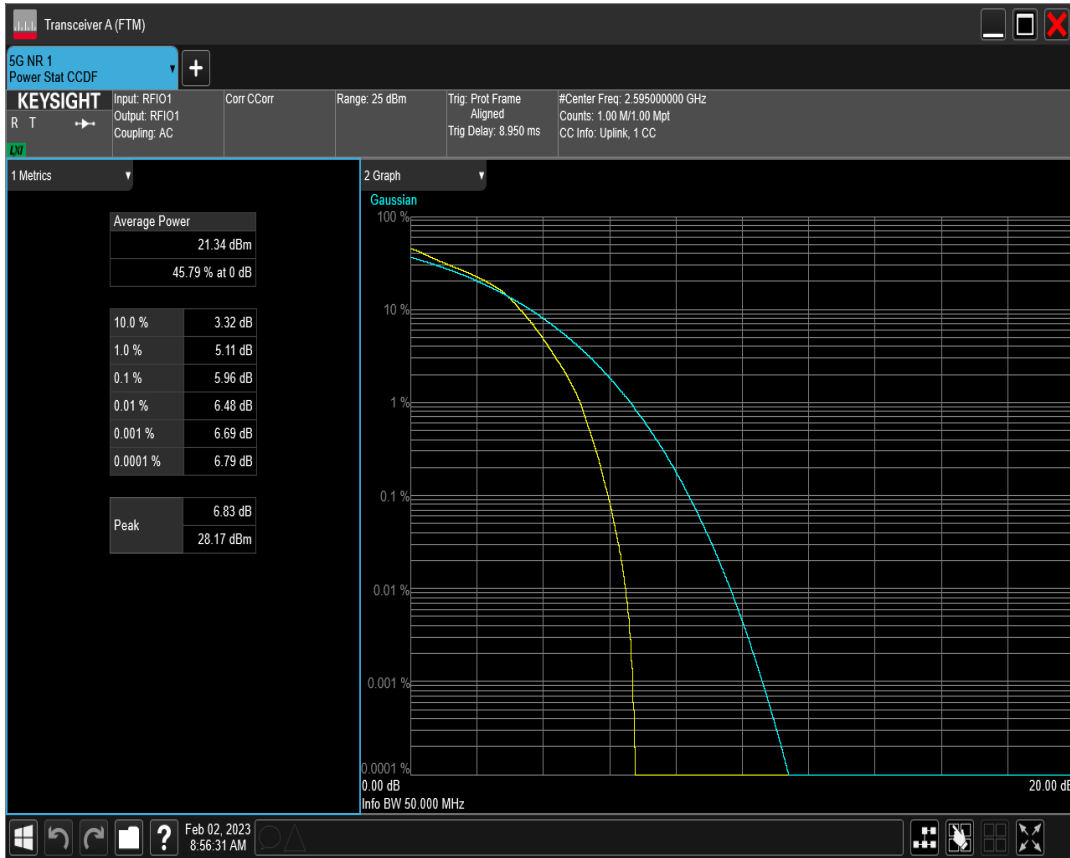 Transceiver A (FTM)
5G NR 1
Power Stat CCDF
+
KEYSIGHT
R T
LXI
Input: RFIO1
Output: RFIO1
Coupling: AC
Corr CCorr
Range: 25 dBm
Trig: Prot Frame
Aligned
Trig Delay: 8.950 ms
#Center Freq: 2.595000000 GHz
Counts: 1.00 M/1.00 Mpt
CC Info: Uplink, 1 CC
1 Metrics
Average Power
21.34 dBm
45.79 % at 0 dB
10.0 % 3.32 dB
1.0 % 5.11 dB
0.1 % 5.96 dB
0.01 % 6.48 dB
0.001 % 6.69 dB
0.0001 % 6.79 dB
Peak
6.83 dB
28.17 dBm
2 Graph
Gaussian
100 %
10 %
1 %
0.1 %
0.01 %
0.001 %
0.0001 %
0.00 dB
20.00 dB
Info BW 50.000 MHz
?
Feb 02, 2023
8:56:31 AM